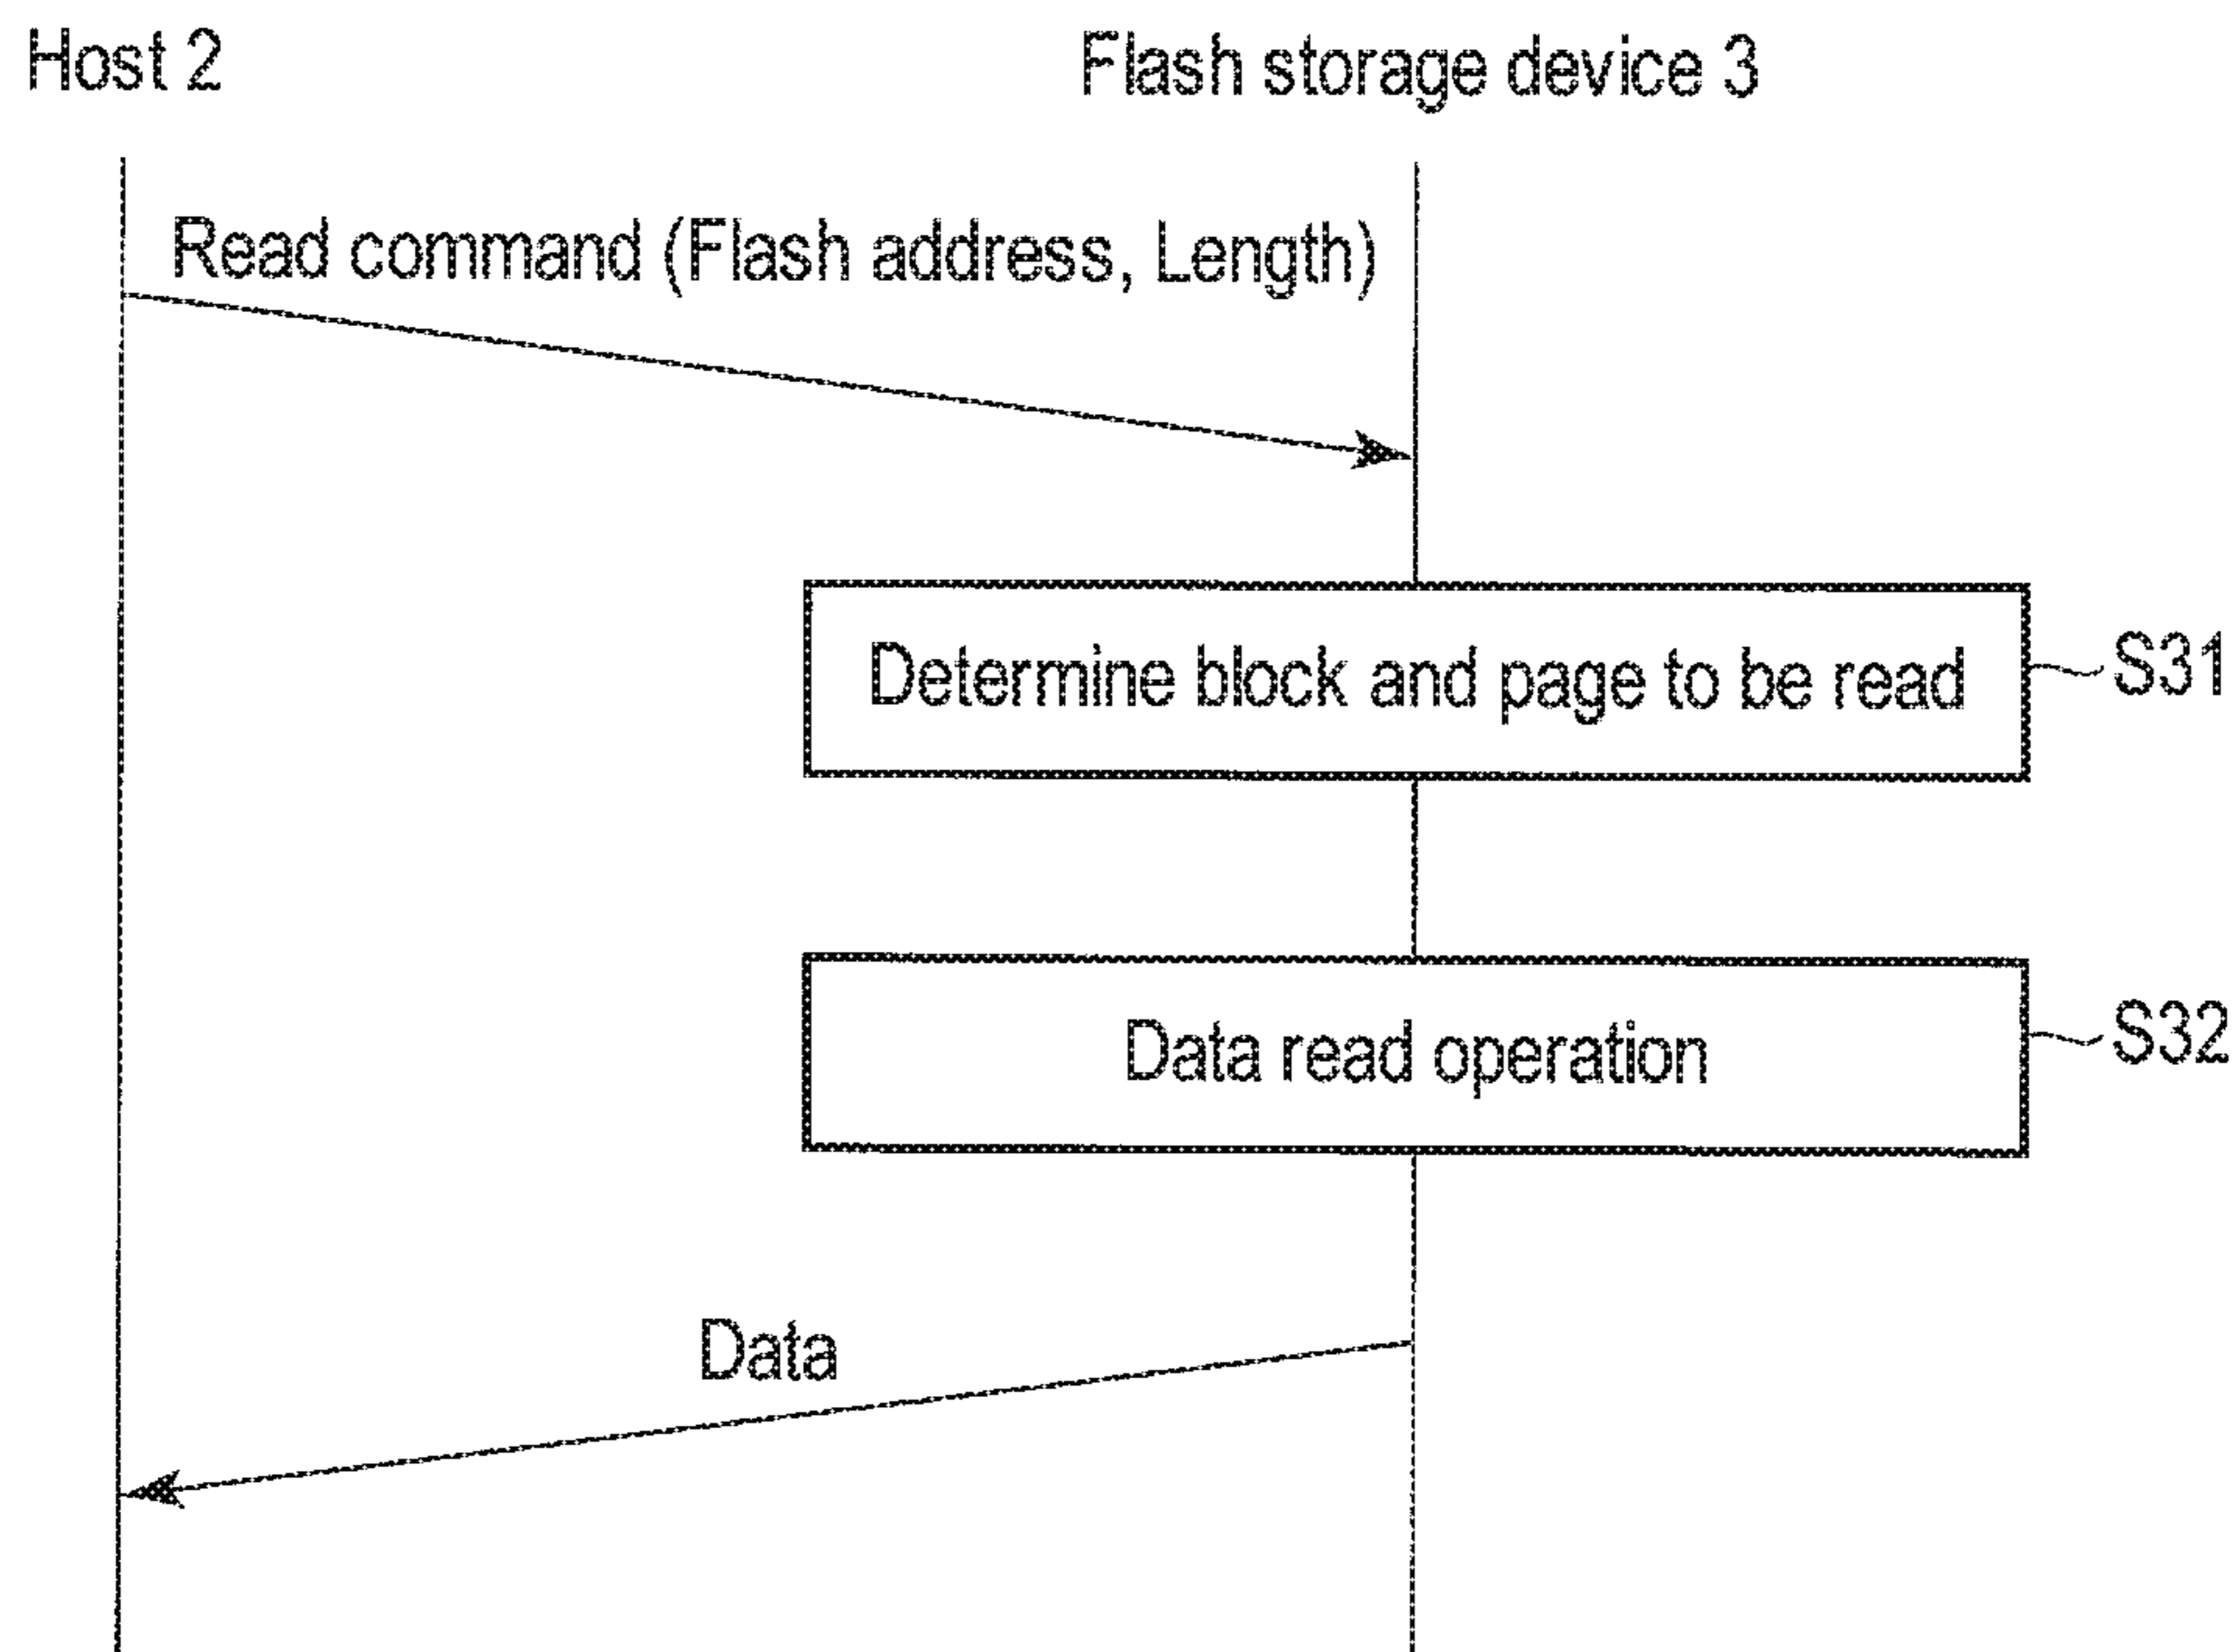 Host 2
Flash storage device 3
Read command (Flash address, Length)
Determine block and page to be read
S31
Data read operation
S32
Data